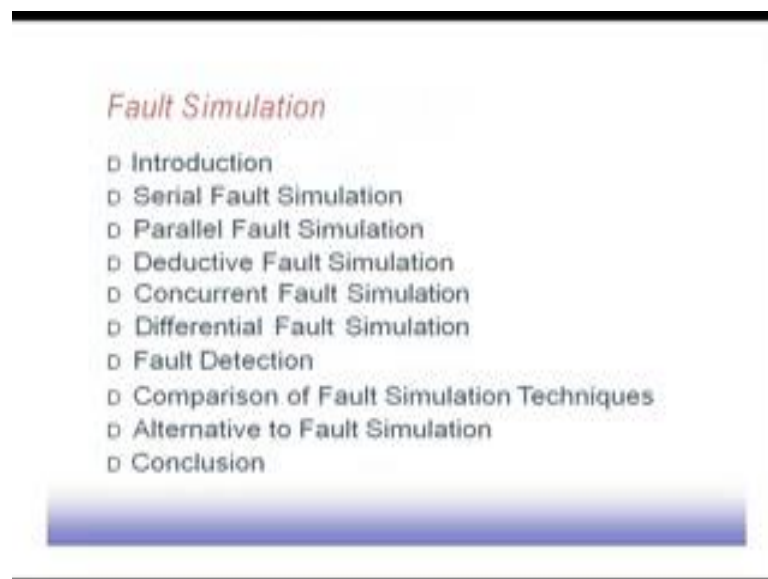 Fault Simulation
D Introduction
D Serial Fault Simulation
D Parallel Fault Simulation
D Deductive Fault Simulation
D Concurrent Fault Simulation
D Differential Fault Simulation
D Fault Detection
D Comparison of Fault Simulation Techniques
D Alternative to Fault Simulation
D Conclusion